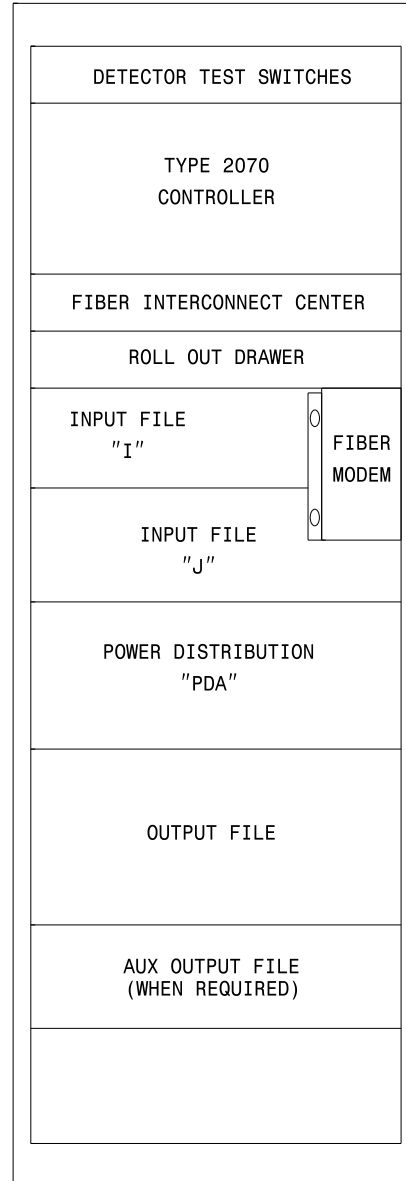 DETECTOR TEST SWITCHES
TYPE 2070
CONTROLLER
FIBER INTERCONNECT CENTER
ROLL OUT DRAWER
INPUT FILE
"I"
FIBER
MODEM
INPUT FILE
"J"
POWER DISTRIBUTION
"PDA"
OUTPUT FILE
AUX OUTPUT FILE
(WHEN REQUIRED)